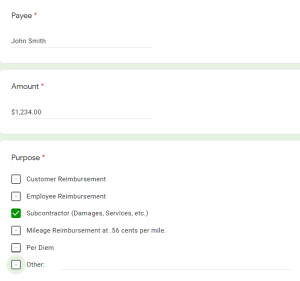 Payee *
John Smith
Amount *
$1,234.00
Purpose *
Customer Reimbursement
Employee Reimbursement
Subcontractor (Damages, Services, etc.)
Mileage Reimbursement at .56 cents per mile.
Per Diem
Other: